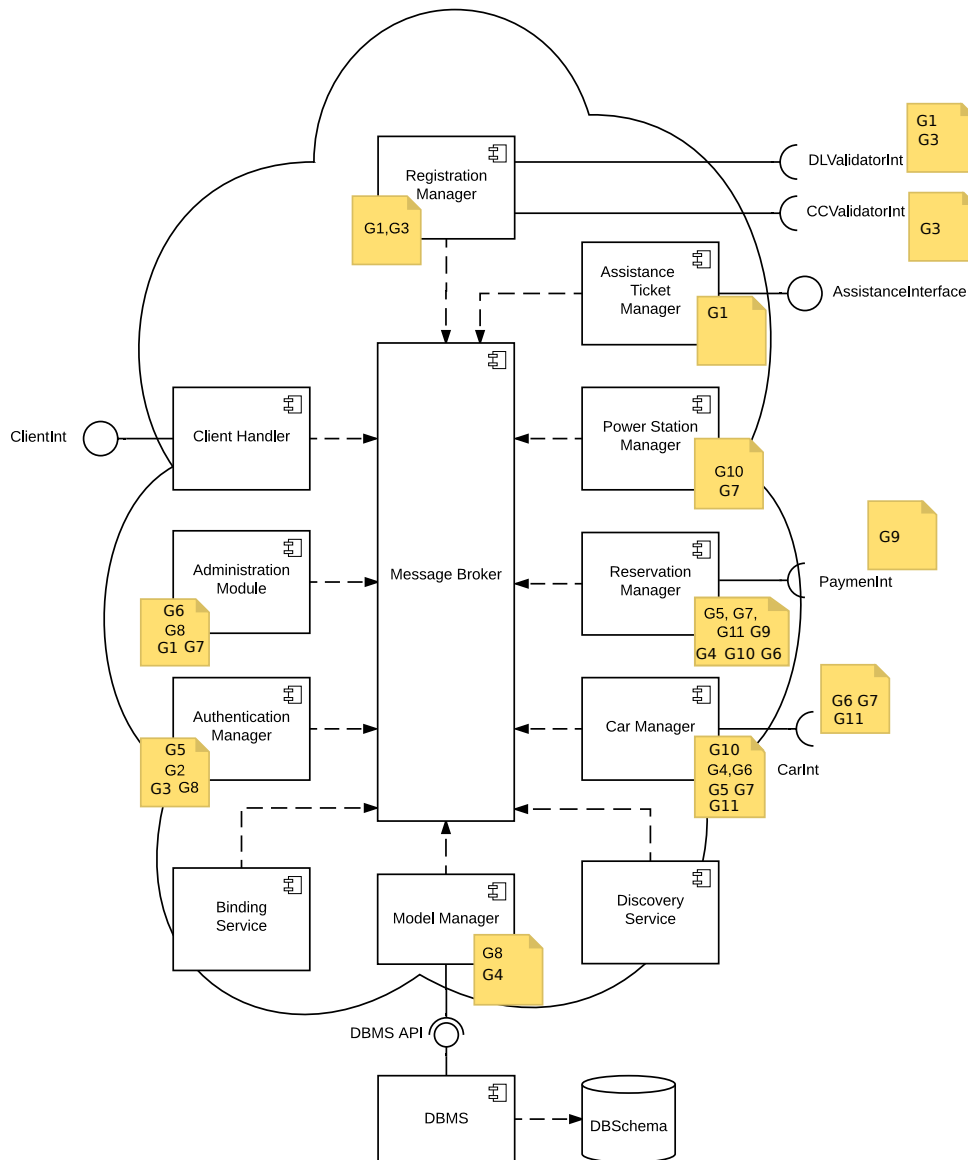 G1
G3
DLValidatorInt
Registration
Manager
G1,G3
CCValidatorInt
G3
Assistance
Ticket
Manager
G1
AssistanceInterface
ClientInt
Client Handler
Power Station
Manager
G10
G7
Message Broker
Administration
Module
G6
G8
G1 G7
Reservation
Manager
G5, G7,
G11 G9
G4 G10 G6
G9
PaymenInt
Authentication
Manager
G5
G2
G3 G8
Car Manager
G10
G4,G6
G5 G7
G11
G6 G7
G11
CarInt
Binding
Service
Model Manager
G8
G4
Discovery
Service
DBMS API
DBMS
DBSchema